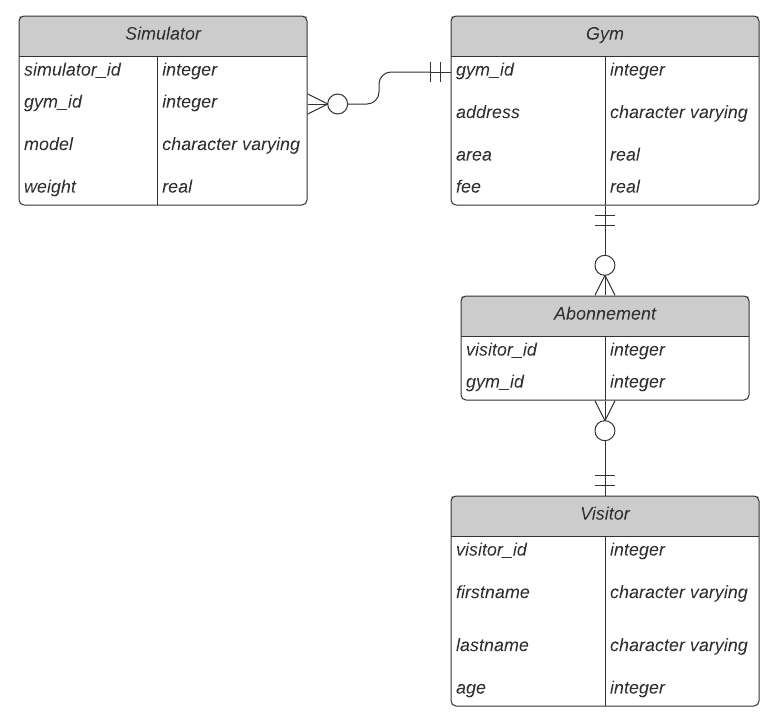 Simulator
simulator_id integer
gym_id integer
model character varying
weight real
Gym
gym_id integer
address character varying
area real
fee real
Abonnement
visitor_id integer
gym_id integer
Visitor
visitor_id integer
firstname character varying
lastname character varying
age integer